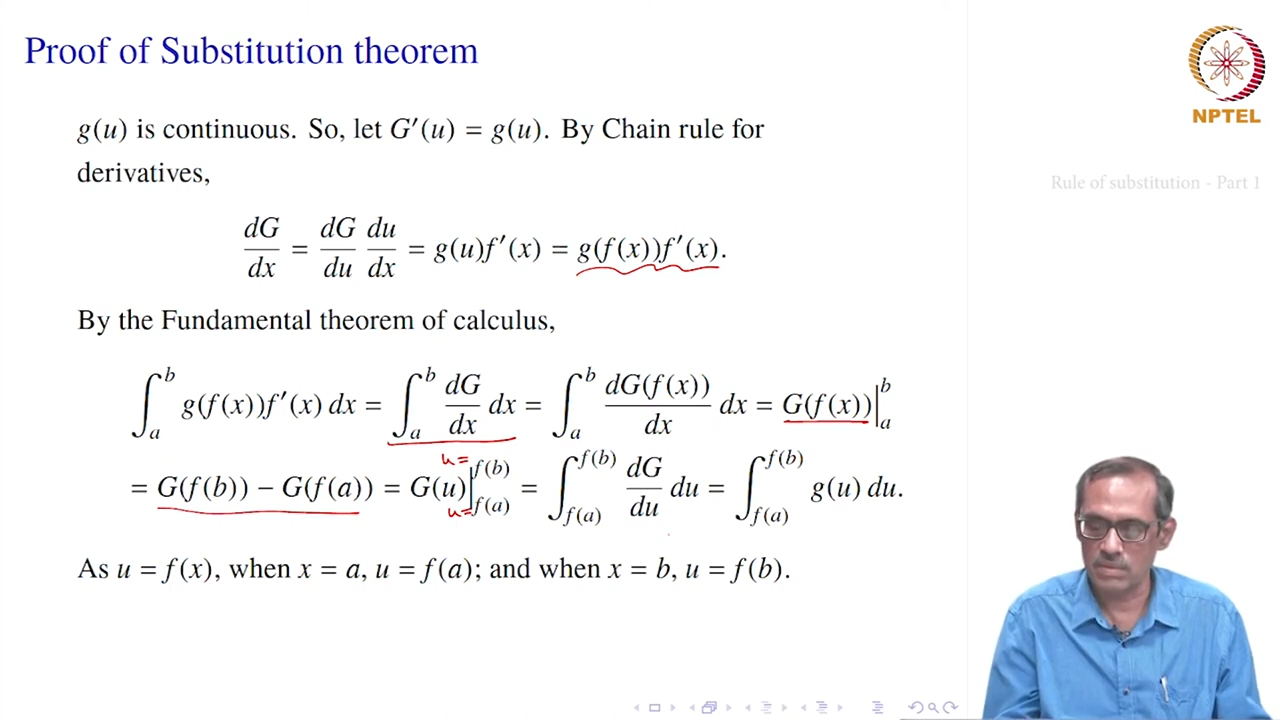 Proof of Substitution theorem
NPTEL
g(u) is continuous. So, let G′(u) = g(u). By Chain rule for
derivatives,
Rule of substitution - Part 1
dG/dx = dG/du du/dx = g(u)f′(x) = g(f(x))f′(x).
By the Fundamental theorem of calculus,
∫_a^b g(f(x))f′(x) dx = ∫_a^b dG/dx dx = ∫_a^b dG(f(x))/dx dx = G(f(x))|_a^b
= G(f(b)) − G(f(a)) = G(u)|_{u=f(a)}^{u=f(b)} = ∫_{f(a)}^{f(b)} dG/du du = ∫_{f(a)}^{f(b)} g(u) du.
As u = f(x), when x = a, u = f(a); and when x = b, u = f(b).